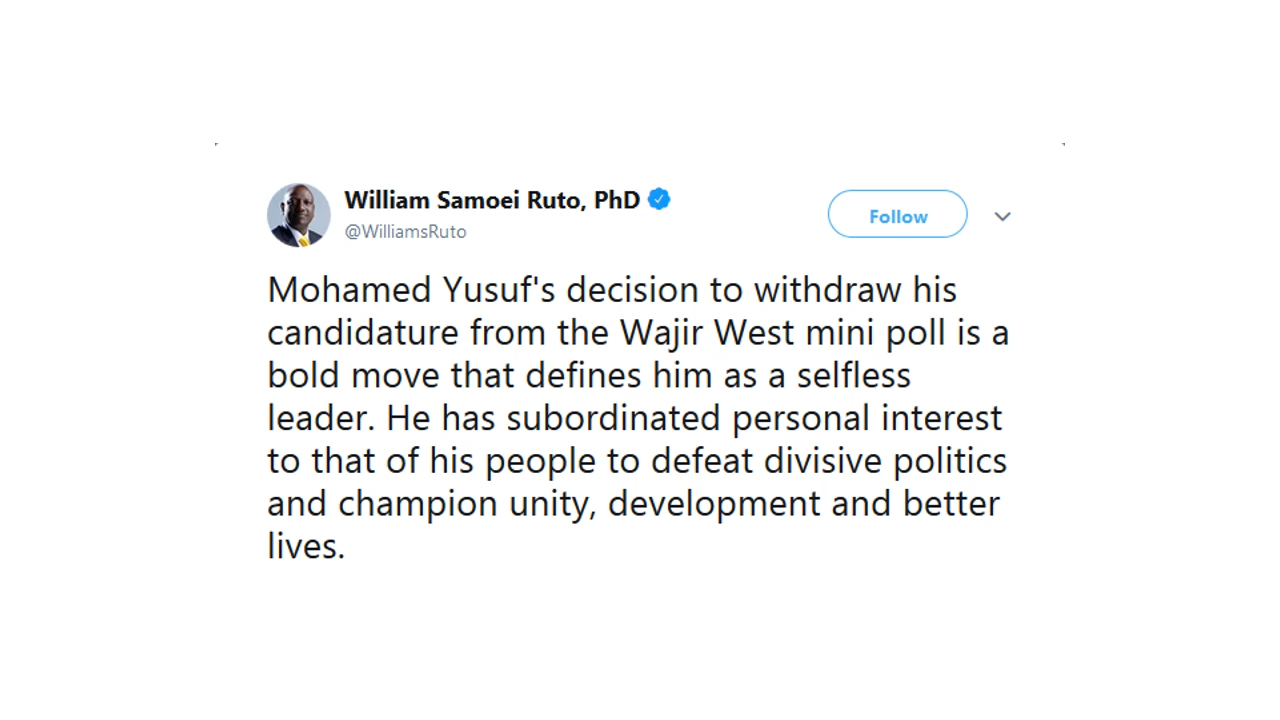 William Samoei Ruto, PhD
@WilliamsRuto
Follow
Mohamed Yusuf's decision to withdraw his
candidature from the Wajir West mini poll is a
bold move that defines him as a selfless
leader. He has subordinated personal interest
to that of his people to defeat divisive politics
and champion unity, development and better
lives.